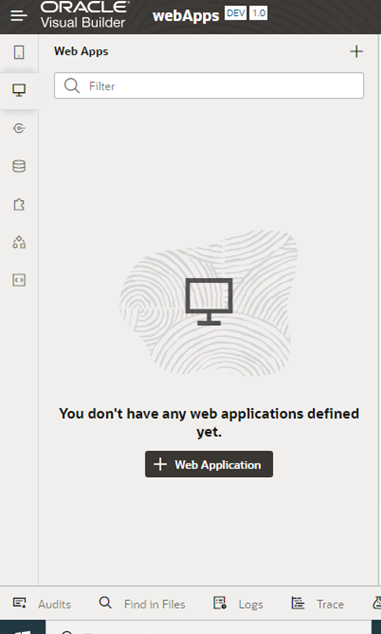 ORACLE
Visual Builder
webApps DEV 1.0
Web Apps
Filter
You don't have any web applications defined
yet.
Web Application
Audits Find in Files Logs Trace